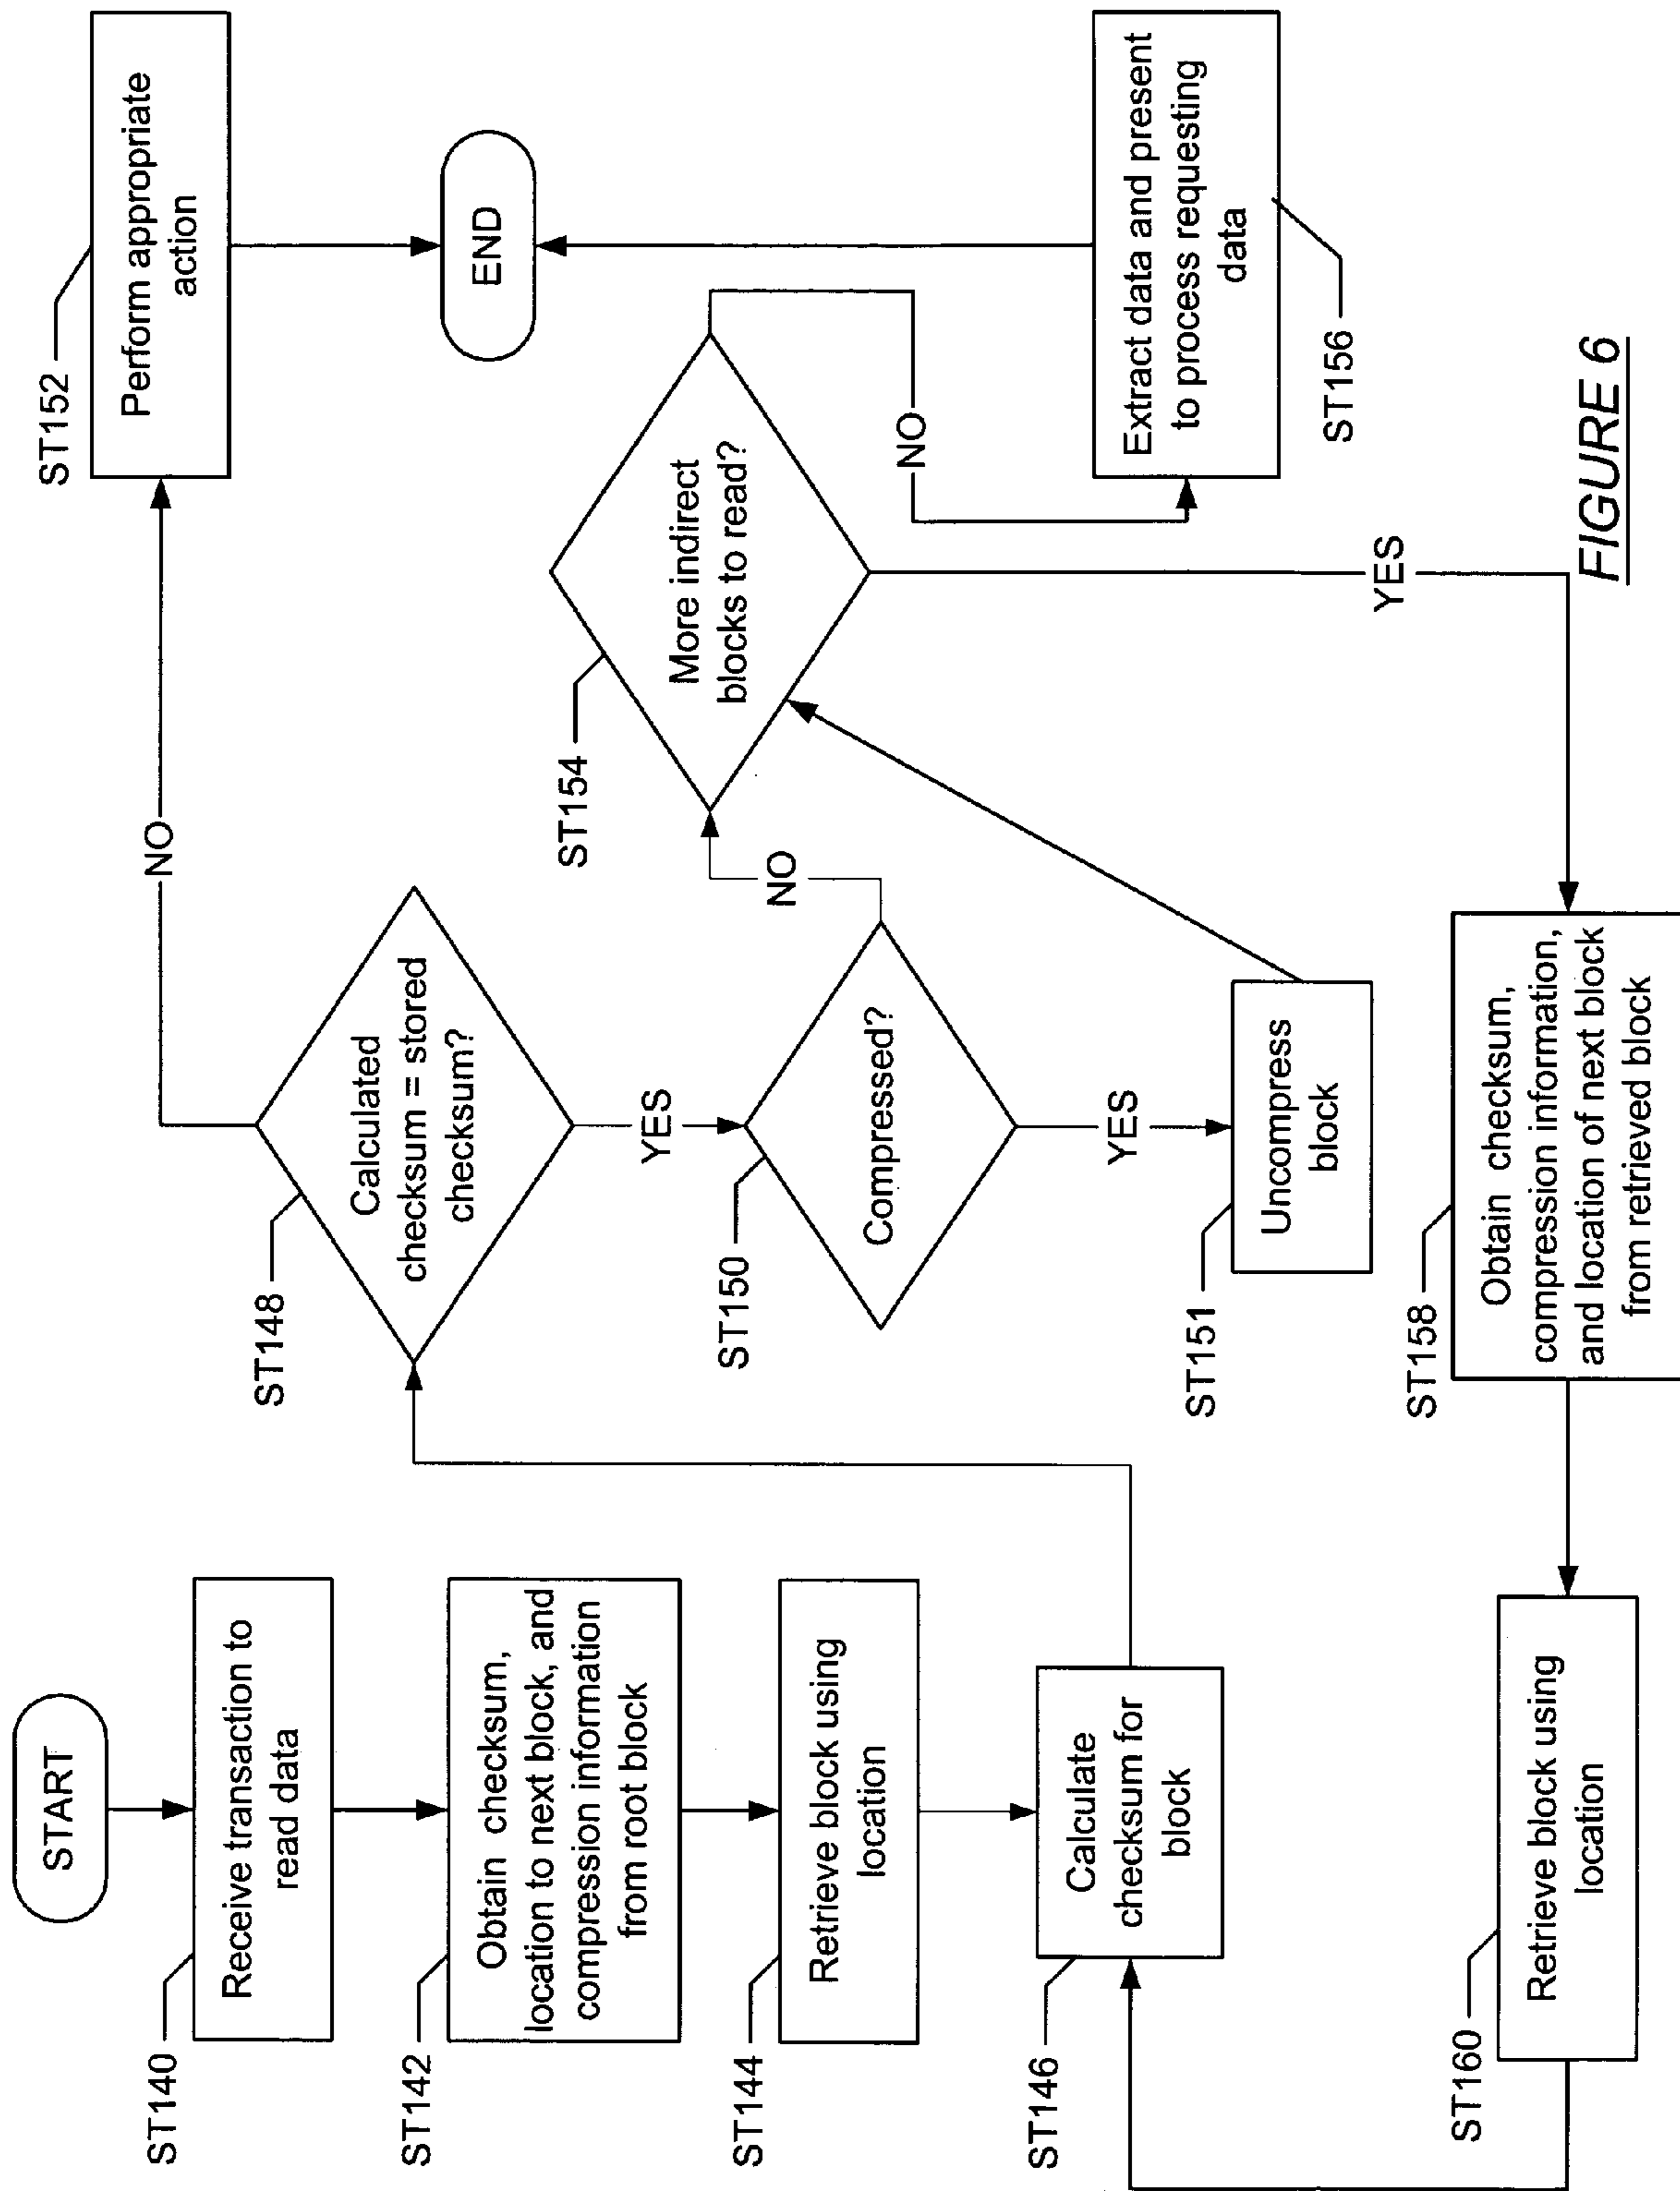 START
ST140
Receive transaction to
read data
ST142
Obtain checksum,
location to next block, and
compression information
from root block
ST144
Retrieve block using
location
ST146
Calculate
checksum for
block
ST148
Calculated
checksum = stored
checksum?
NO
YES
ST150
Compressed?
NO
YES
ST151
Uncompress
block
ST152
Perform appropriate
action
END
ST154
More indirect
blocks to read?
NO
YES
ST156
Extract data and present
to process requesting
data
ST158
Obtain checksum,
compression information,
and location of next block
from retrieved block
ST160
Retrieve block using
location
FIGURE 6